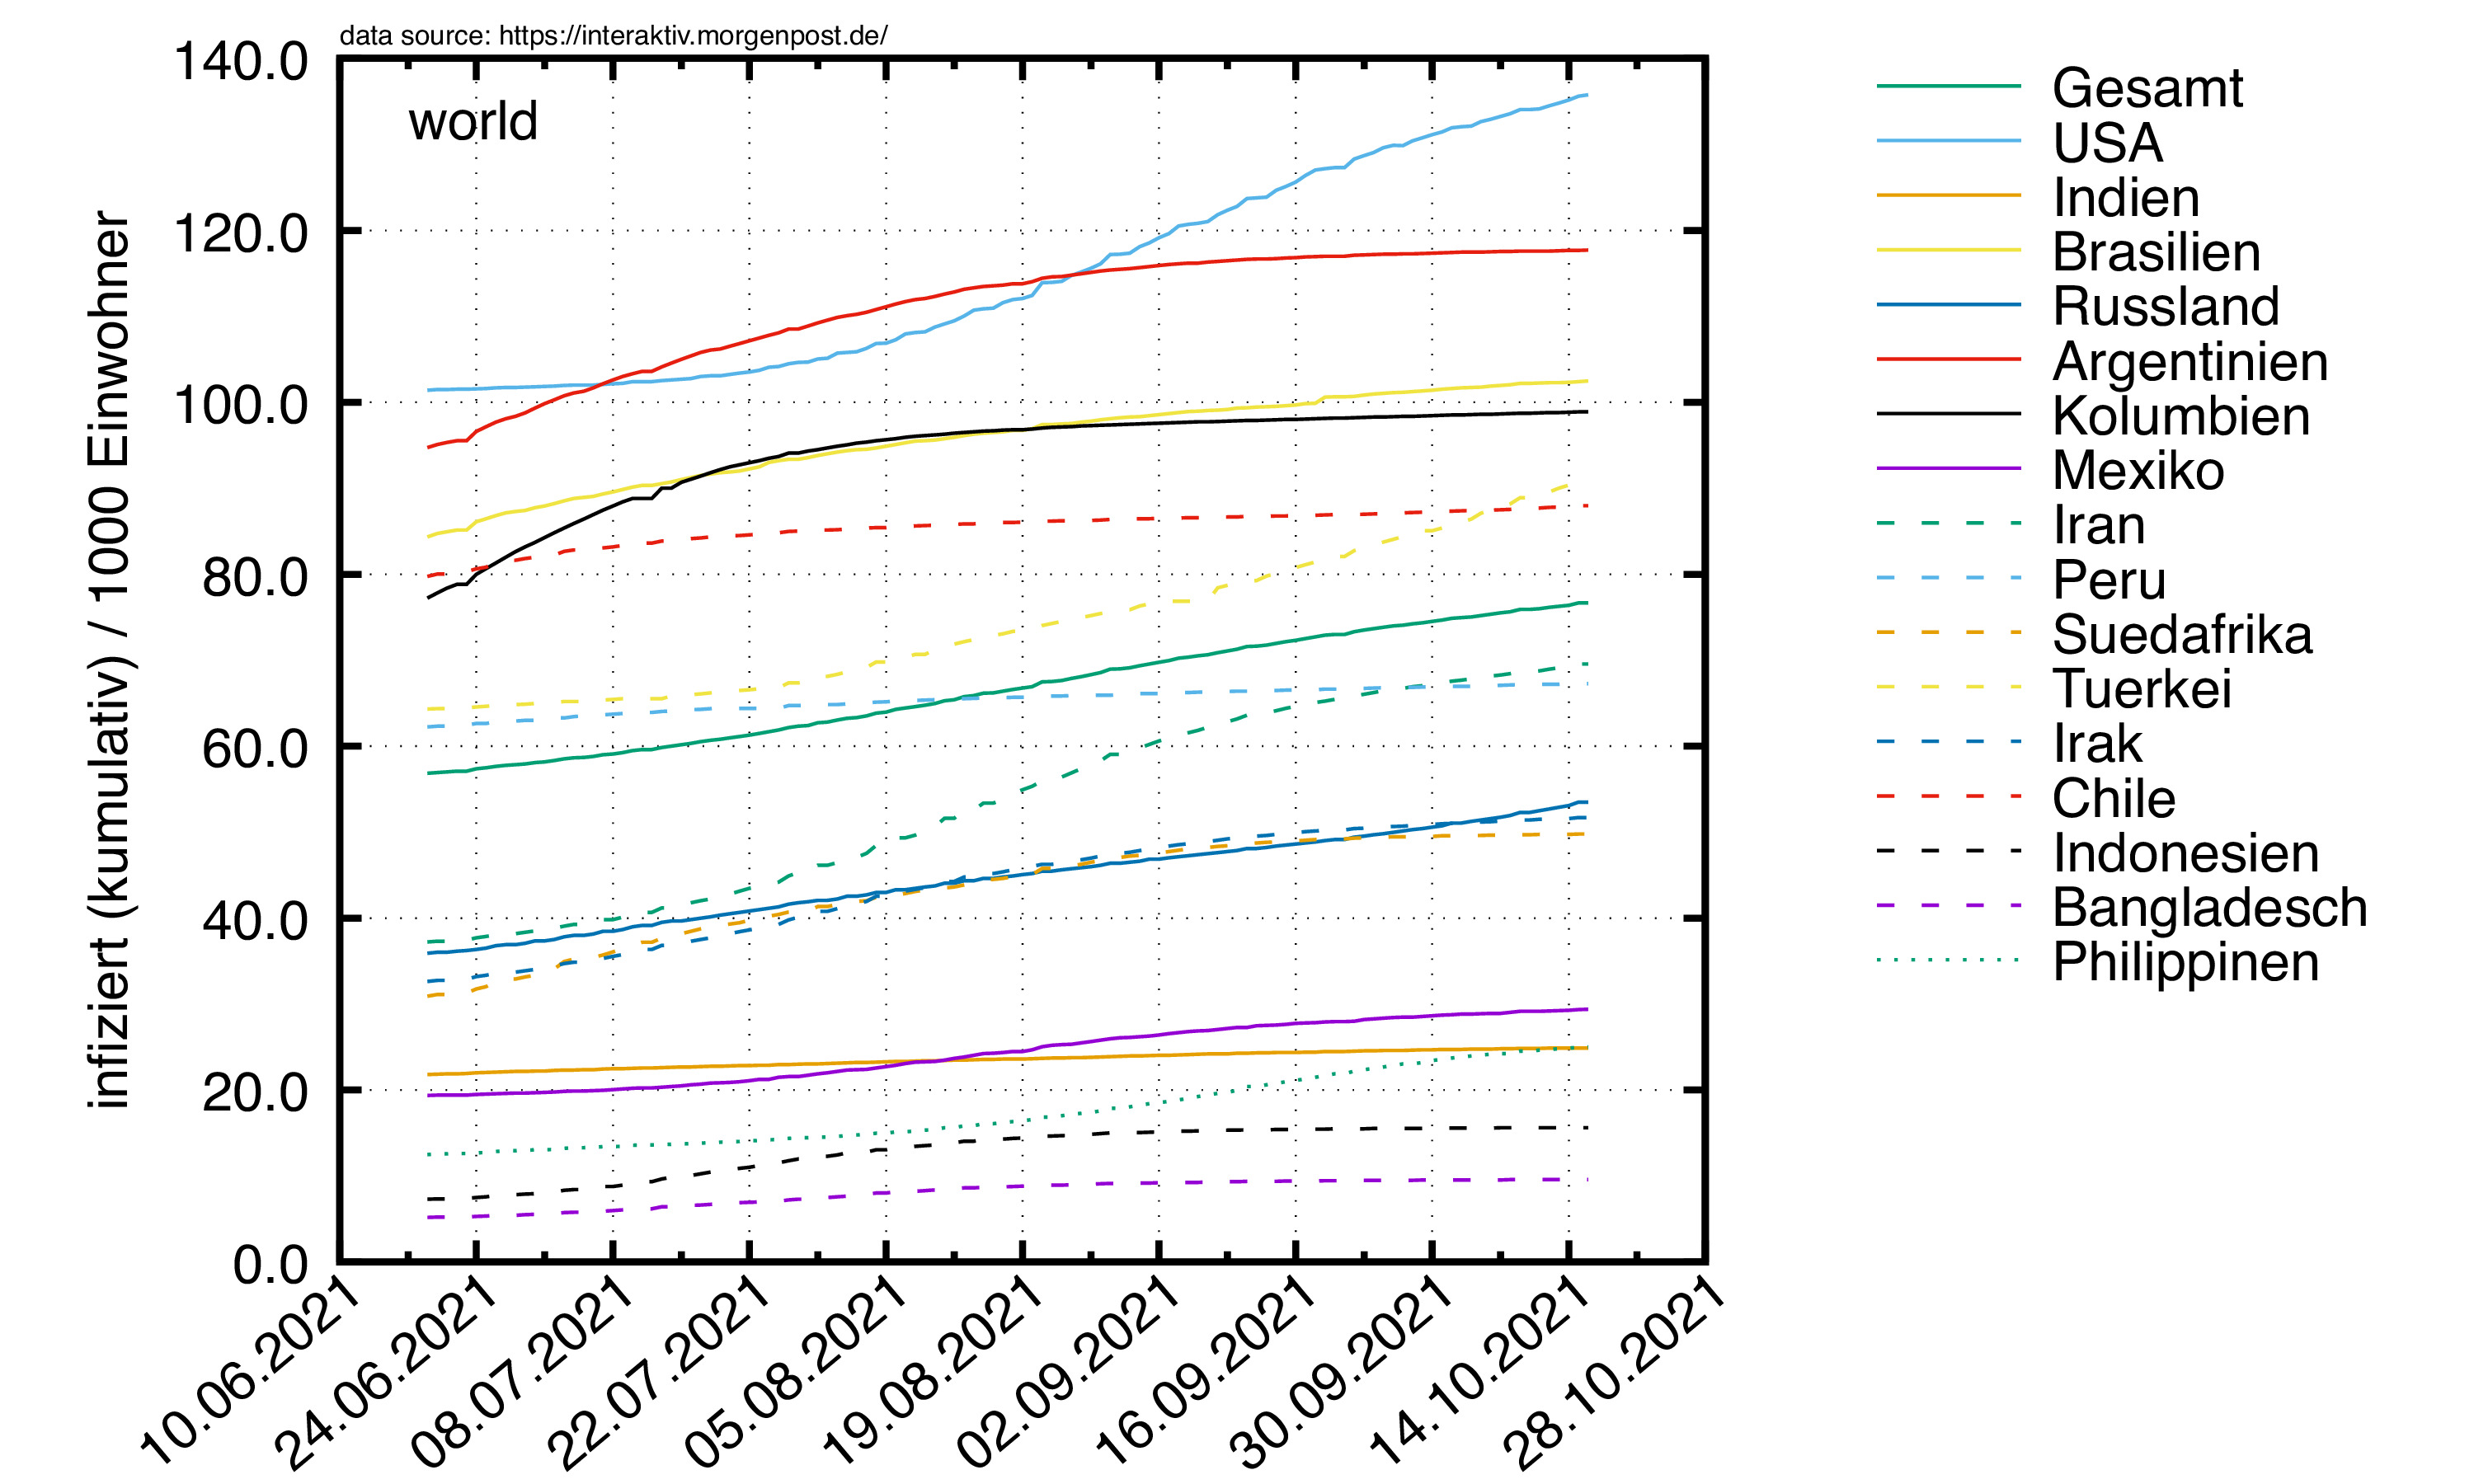 data source: https://interaktiv.morgenpost.de/
world
infiziert (kumulativ) / 1000 Einwohner
140.0
120.0
100.0
80.0
60.0
40.0
20.0
0.0
10.06.2021
24.06.2021
08.07.2021
22.07.2021
05.08.2021
19.08.2021
02.09.2021
16.09.2021
30.09.2021
14.10.2021
28.10.2021
Gesamt
USA
Indien
Brasilien
Russland
Argentinien
Kolumbien
Mexiko
Iran
Peru
Suedafrika
Tuerkei
Irak
Chile
Indonesien
Bangladesch
Philippinen